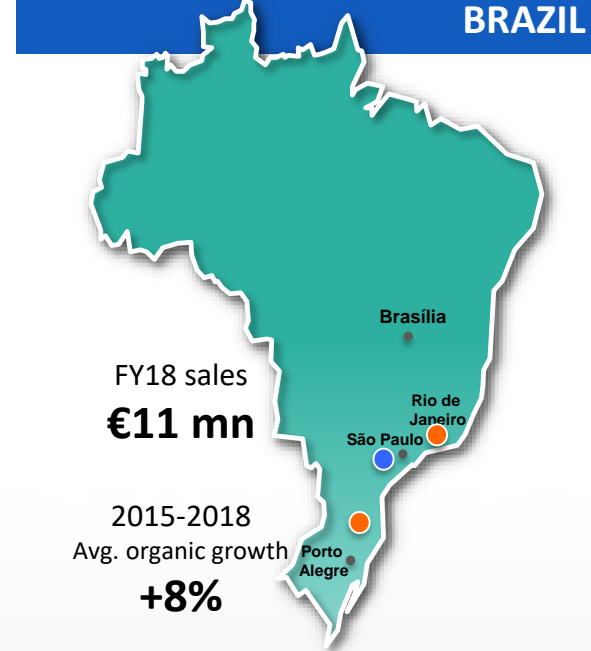 BRAZIL
Brasília
FY18 sales
€11 mn
Rio de
Janeiro
São Paulo
2015-2018
Avg. organic growth
+8%
Porto
Alegre